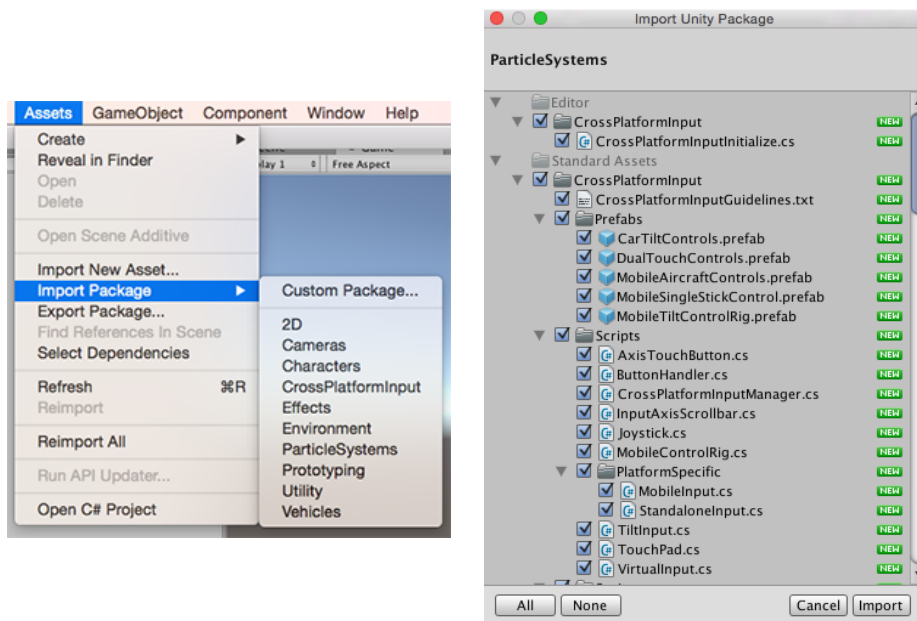 Assets GameObject Component Window Help
Create
Reveal in Finder
Free Aspect
Open
Delete
Open Scene Additive
Import New Asset...
Import Package
Export Package...
Find References In Scene
Select Dependencies
Refresh ⌘R
Reimport
Reimport All
Run API Updater...
Open C# Project
Custom Package...
2D
Cameras
Characters
CrossPlatformInput
Effects
Environment
ParticleSystems
Prototyping
Utility
Vehicles
Import Unity Package
ParticleSystems
Editor
CrossPlatformInput NEW
CrossPlatformInputInitialize.cs NEW
Standard Assets
CrossPlatformInput NEW
CrossPlatformInputGuidelines.txt NEW
Prefabs NEW
CarTiltControls.prefab NEW
DualTouchControls.prefab NEW
MobileAircraftControls.prefab NEW
MobileSingleStickControl.prefab NEW
MobileTiltControlRig.prefab NEW
Scripts NEW
AxisTouchButton.cs NEW
ButtonHandler.cs NEW
CrossPlatformInputManager.cs NEW
InputAxisScrollbar.cs NEW
Joystick.cs NEW
MobileControlRig.cs NEW
PlatformSpecific NEW
MobileInput.cs NEW
StandaloneInput.cs NEW
TiltInput.cs NEW
TouchPad.cs NEW
VirtualInput.cs NEW
All None Cancel Import